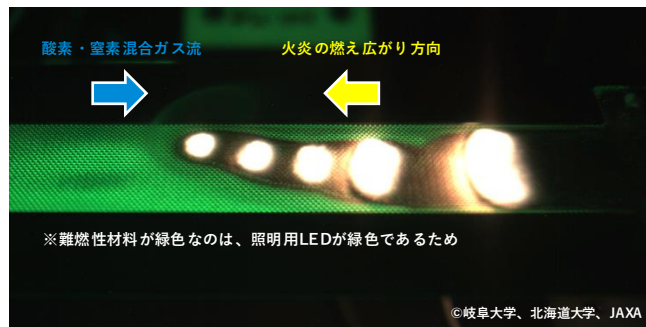 酸素・窒素混合ガス流
火炎の燃え広がり方向
※難燃性材料が緑色なのは、照明用LEDが緑色であるため
©岐阜大学、北海道大学、JAXA